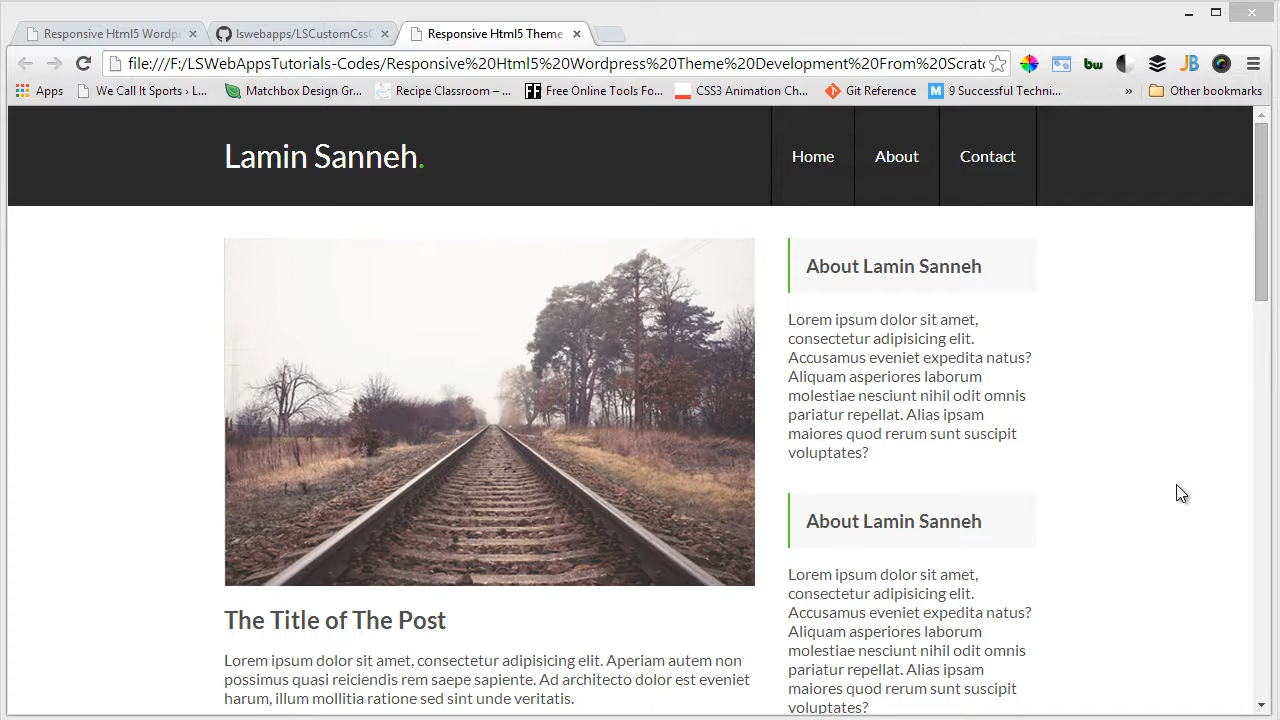 Responsive Html5 Wordp
lswebapps/LSCustomCss
Responsive Html5 Theme
file:///F:/LSWebAppsTutorials-Codes/Responsive%20Html5%20Wordpress%20Theme%20Development%20From%20Scratc
Apps
We Call It Sports › L...
Matchbox Design Gr...
Recipe Class.com – ...
FF
Free Online Tools Fo...
CSS3 Animation Ch...
Git Reference
M
9 Successful Techni...
»
Other bookmarks
bw
JB
Lamin Sanneh.
Home
About
Contact
The Title of The Post
Lorem ipsum dolor sit amet, consectetur adipisicing elit. Aperiam autem non
possimus quasi reiciendis rem saepe sapiente. Ad architecto dolor est eveniet
harum, illum mollitia ratione sed sint unde veritatis.
About Lamin Sanneh
Lorem ipsum dolor sit amet,
consectetur adipisicing elit.
Accusamus eveniet expedita natus?
Aliquam asperiores laborum
molestiae nesciunt nihil odit omnis
pariatur repellat. Alias ipsam
maiores quod rerum sunt suscipit
voluptates?
About Lamin Sanneh
Lorem ipsum dolor sit amet,
consectetur adipisicing elit.
Accusamus eveniet expedita natus?
Aliquam asperiores laborum
molestiae nesciunt nihil odit omnis
pariatur repellat. Alias ipsam
maiores quod rerum sunt suscipit
voluptates?